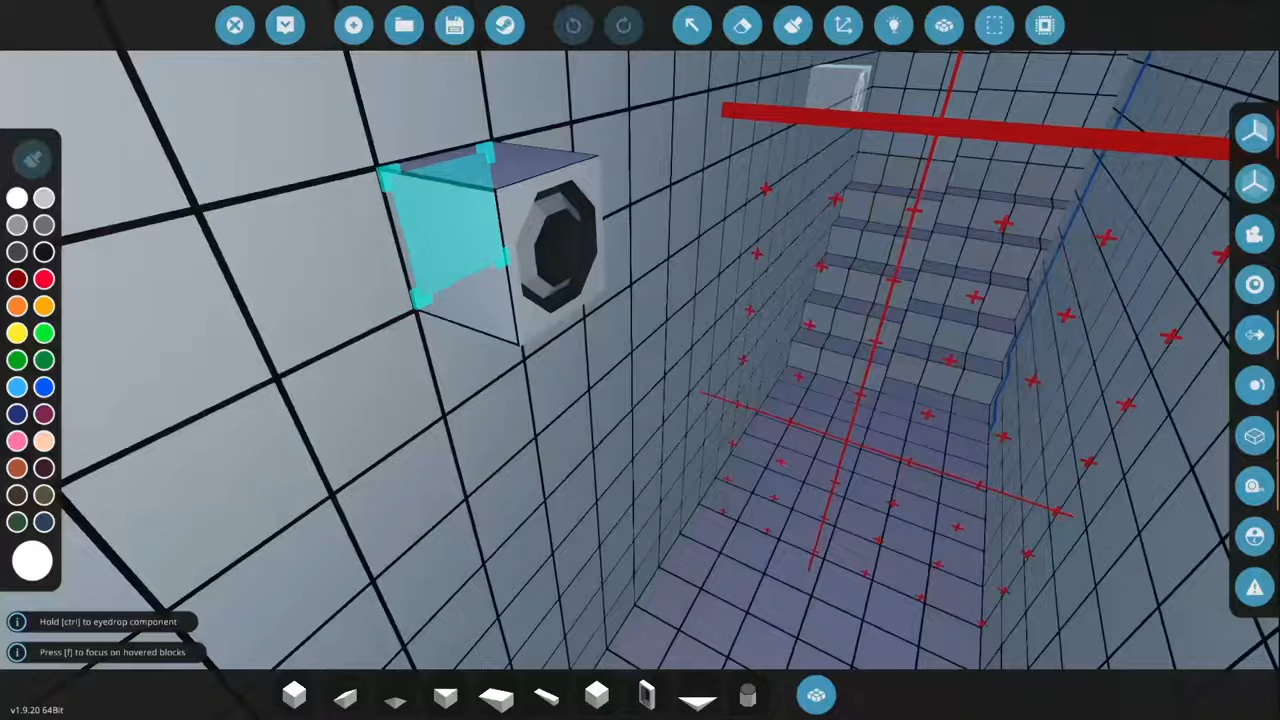 Hold [ctrl] to eyedrop component
Press [f] to focus on hovered blocks
v1.9.20 64Bit